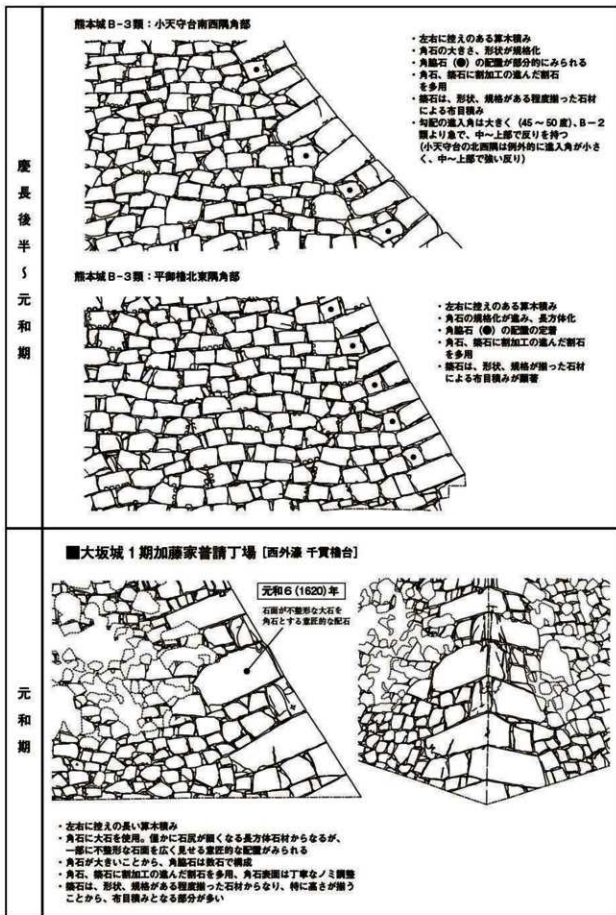 慶長後半～元和期
熊本城B-3類：小天守台南西隅角部
・左右に控えのある算木積み
・角石の大きさ、形状が規格化
・角脇石（●）の配置が部分的にみられる
・角石、築石に割加工の進んだ割石
を多用
・築石は、形状、規格がある程度揃った石材
による布目積み
・勾配の進入角は大きく（45～50度）、B-2
類より急で、中～上部で反りを持つ
（小天守台の北西隅は例外的に進入角が小さ
く、中～上部で強い反り）
熊本城B-3類：平御櫓北東隅角部
・左右に控えのある算木積み
・角石の規格化が進み、長方体化
・角脇石（●）の配置の定着
・角石、築石に割加工の進んだ割石
を多用
・築石は、形状、規格が揃った石材
による布目積みが顕著
元和期
■大坂城1期加藤家普請丁場［西外濠 千貫櫓台］
元和6（1620）年
石面が不整形な大石を
角石とする意匠的な配石
・左右に控えの長い算木積み
・角石に大石を使用。僅かに石尻が細くなる長方体石材からなるが、
一部に不整形な石面を広く見せる意匠的な配置がみられる
・角石が大きいことから、角脇石は数石で構成
・角石、築石に割加工の進んだ割石を多用、角石表面は丁寧なノミ調整
・築石は、形状、規格がある程度揃った石材からなり、特に高さが揃う
ことから、布目積みとなる部分が多い